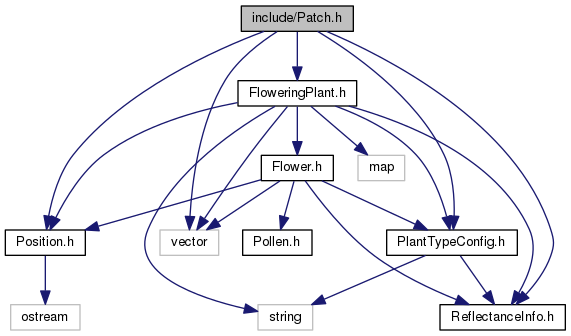 include/Patch.h
FloweringPlant.h
Flower.h
map
Position.h
vector
Pollen.h
PlantTypeConfig.h
ostream
string
ReflectanceInfo.h